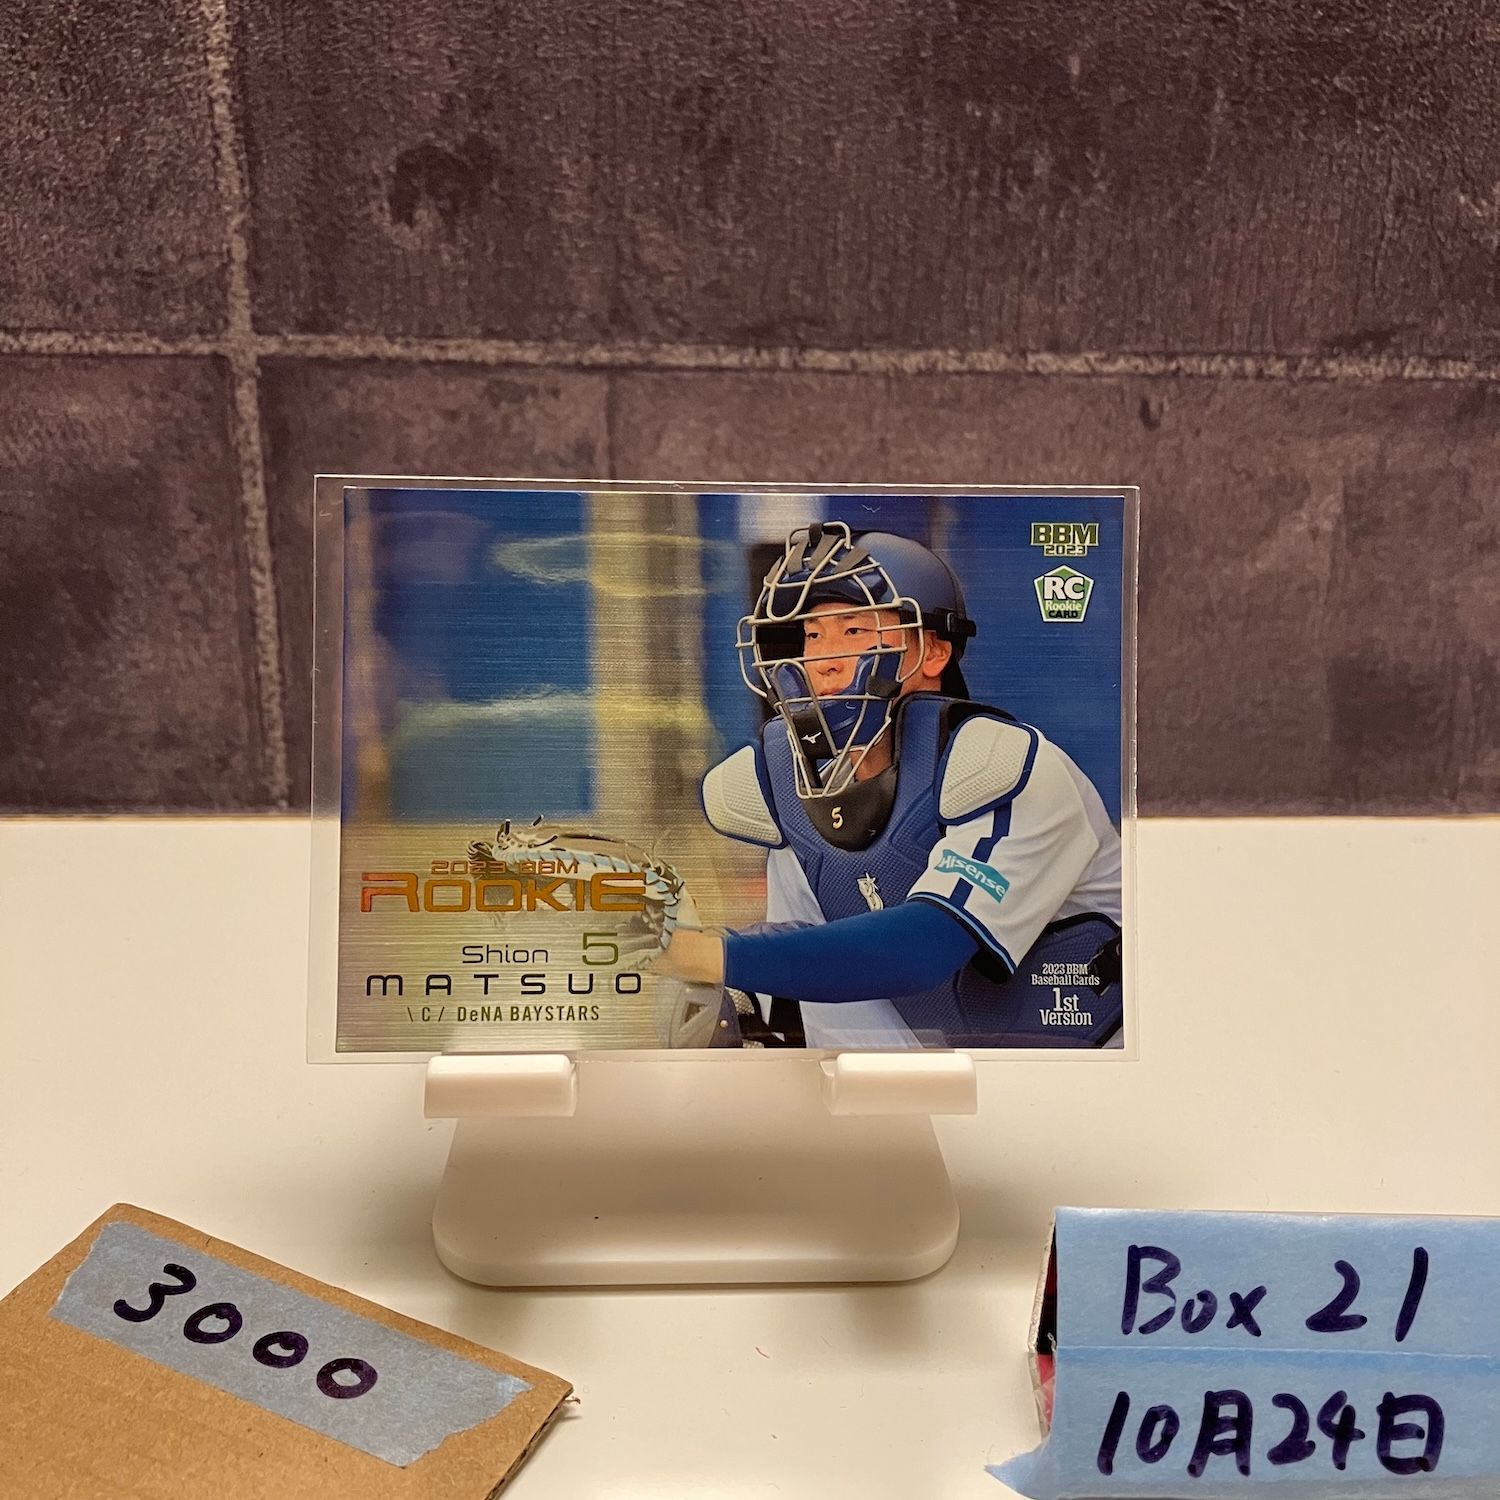 BBM
2023
RC
Rookie
CARD
5
Hisense
2023 BBM
ROOKIE
Shion 5
MATSUO
\ C / DeNA BAYSTARS
2023 BBM
Baseball Cards
1st
Version
3000
Box 21
10月24日